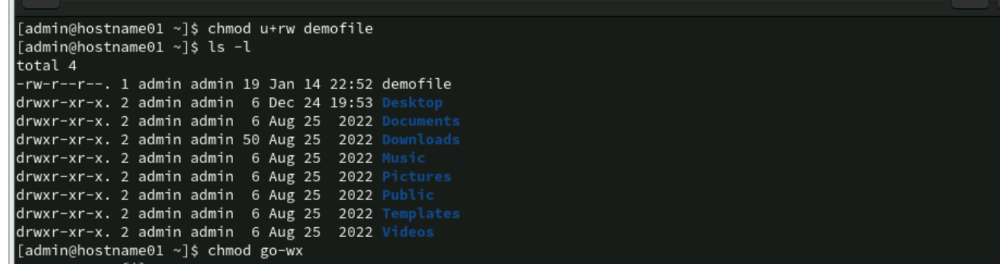 [admin@hostname01 ~]$ chmod u+rw demofile
[admin@hostname01 ~]$ ls -l
total 4
-rw-r--r--. 1 admin admin 19 Jan 14 22:52 demofile
drwxr-xr-x. 2 admin admin  6 Dec 24 19:53 Desktop
drwxr-xr-x. 2 admin admin  6 Aug 25  2022 Documents
drwxr-xr-x. 2 admin admin 50 Aug 25  2022 Downloads
drwxr-xr-x. 2 admin admin  6 Aug 25  2022 Music
drwxr-xr-x. 2 admin admin  6 Aug 25  2022 Pictures
drwxr-xr-x. 2 admin admin  6 Aug 25  2022 Public
drwxr-xr-x. 2 admin admin  6 Aug 25  2022 Templates
drwxr-xr-x. 2 admin admin  6 Aug 25  2022 Videos
[admin@hostname01 ~]$ chmod go-wx